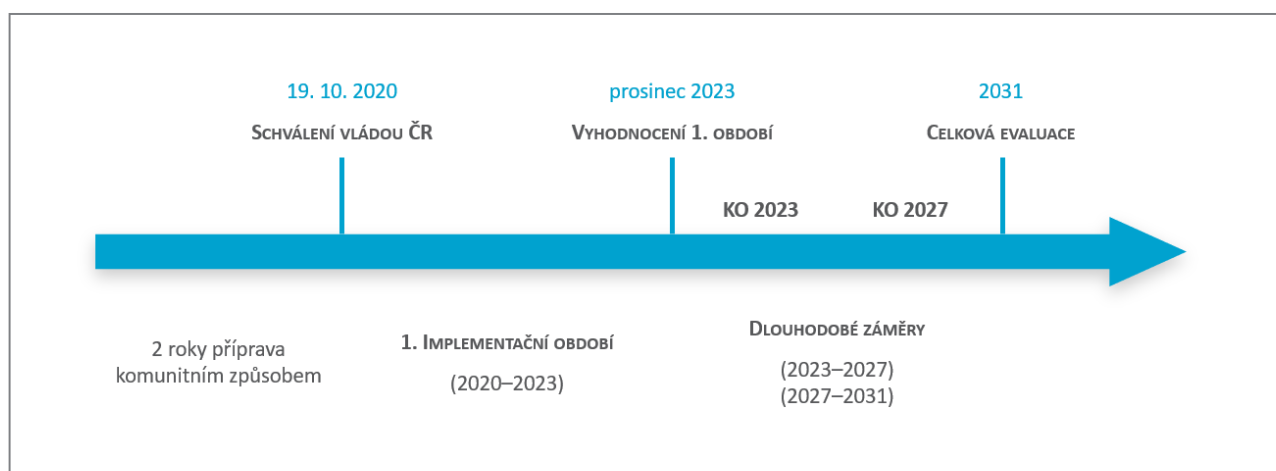 19. 10. 2020
Schválení vládou ČR
prosinec 2023
Vyhodnocení 1. období
2031
Celková evaluace
KO 2023
KO 2027
2 roky příprava
komunitním způsobem
1. Implementační období
(2020–2023)
Dlouhodobé záměry
(2023–2027)
(2027–2031)